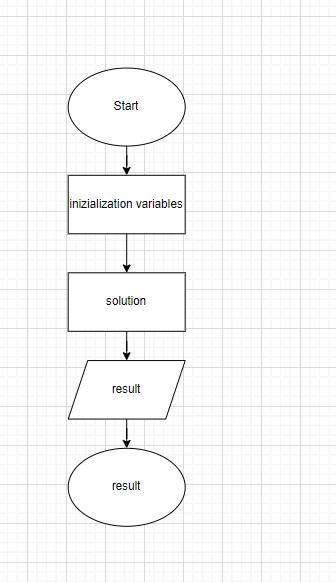 Start
inizialization variables
solution
result
result